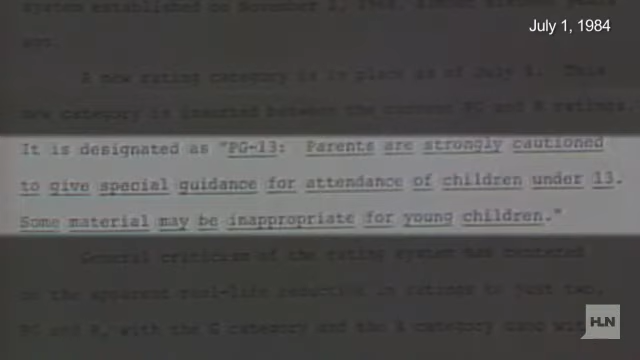 July 1, 1984
system established on November 1, 1968, almost sixteen years
ago.
A new rating category is in place as of July 1. This
new category is inserted between the current PG and R ratings.
It is designated as "PG-13: Parents are strongly cautioned
to give special guidance for attendance of children under 13.
Some material may be inappropriate for young children."
General criticism of the rating system has centered
on the apparent real-life reduction in ratings to just two,
PG and R, with the G category and the X category
HLN